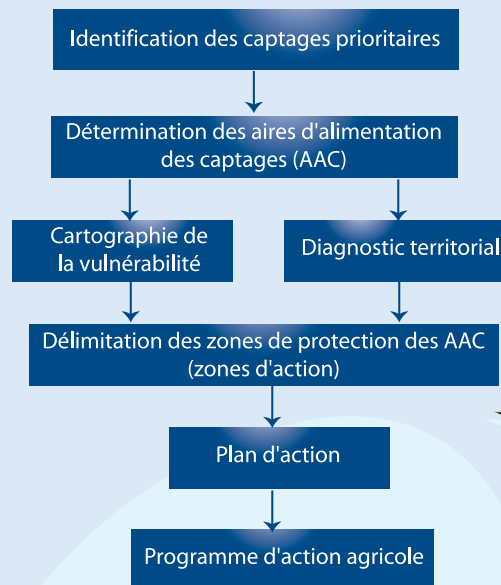 Identification des captages prioritaires
Détermination des aires d'alimentation
des captages (AAC)
Cartographie de
la vulnérabilité
Diagnostic territorial
Délimitation des zones de protection des AAC
(zones d'action)
Plan d'action
Programme d'action agricole